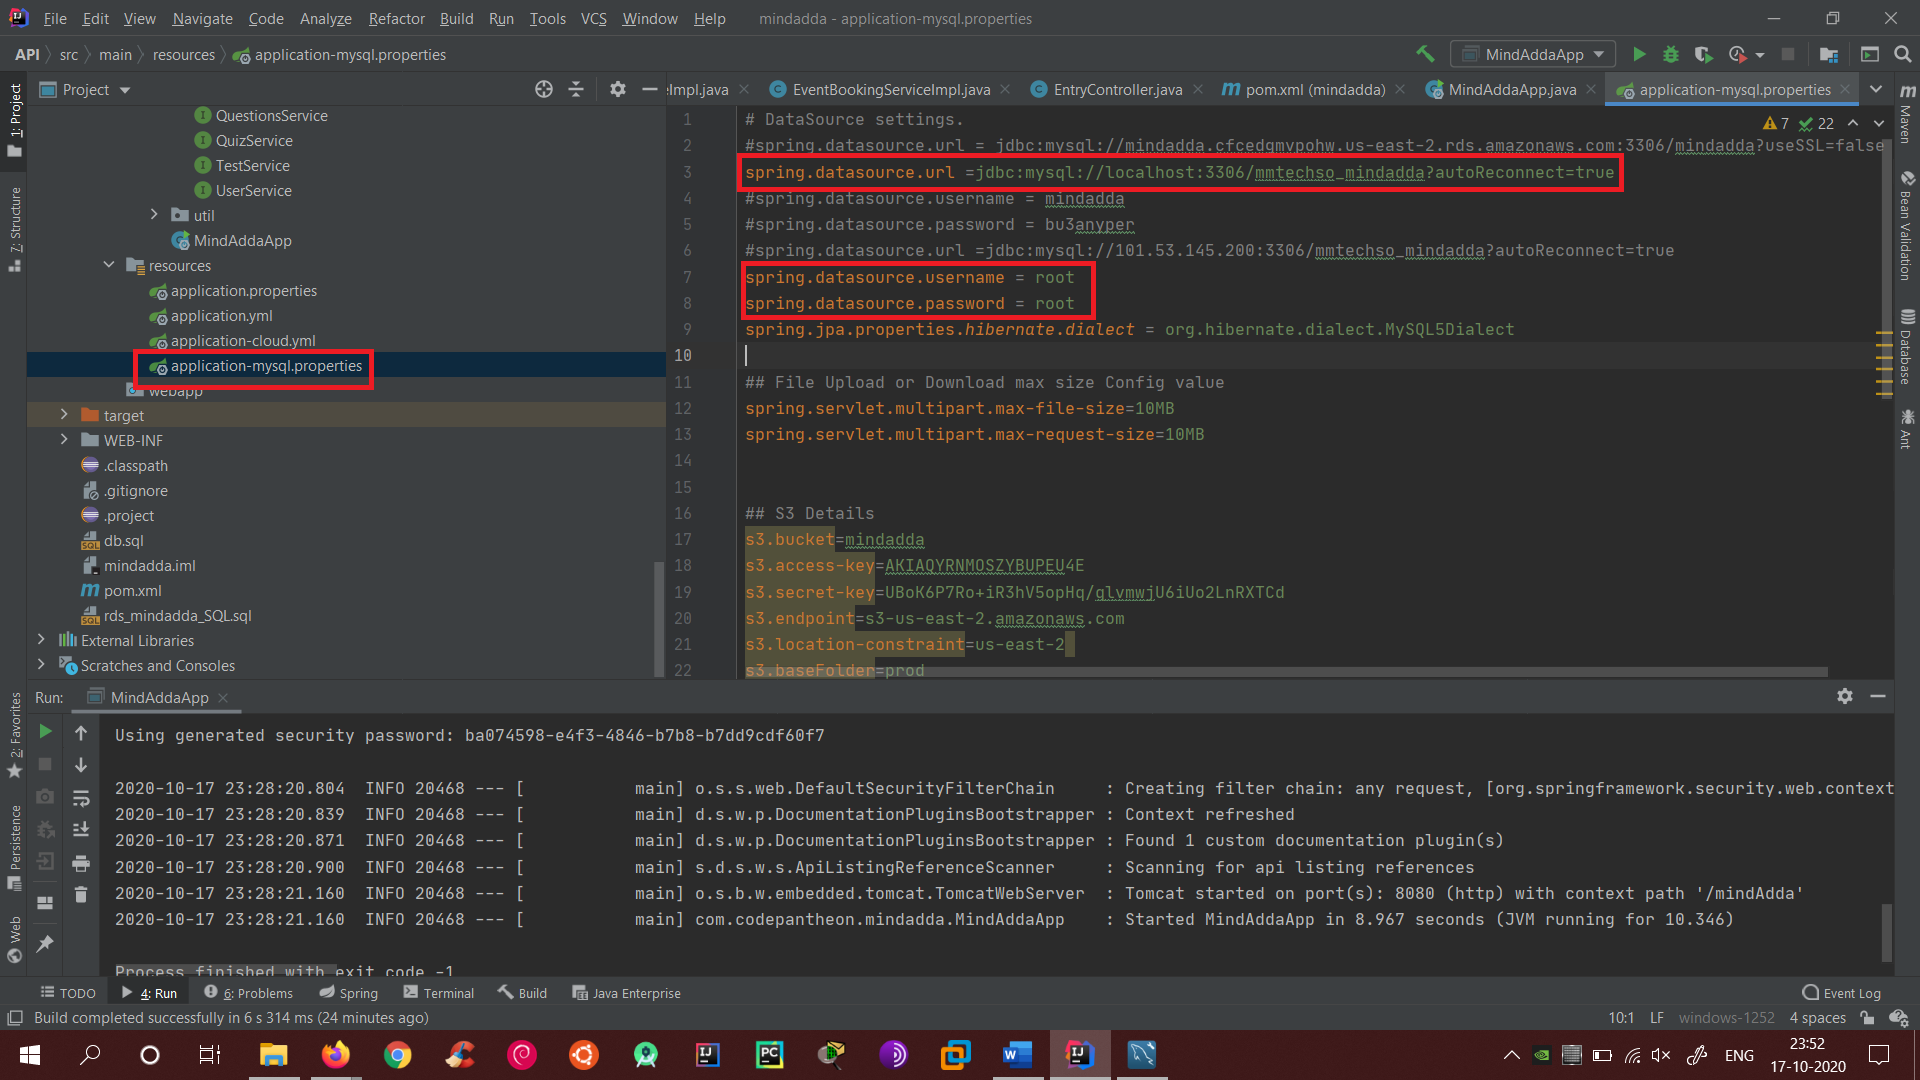 File Edit View Navigate Code Analyze Refactor Build Run Tools VCS Window Help mindadda - application-mysql.properties
API src main resources application-mysql.properties MindAddaApp
Project
eImpl.java EventBookingServiceImpl.java EntryController.java pom.xml (mindadda) MindAddaApp.java application-mysql.properties
1: Project
7: Structure
2: Favorites
Persistence
Web
QuestionsService
QuizService
TestService
UserService
util
MindAddaApp
resources
application.properties
application.yml
application-cloud.yml
application-mysql.properties
webapp
target
WEB-INF
.classpath
.gitignore
.project
db.sql
mindadda.iml
pom.xml
rds_mindadda_SQL.sql
External Libraries
Scratches and Consoles
7 22
1 # DataSource settings.
2 #spring.datasource.url = jdbc:mysql://mindadda.cfcedqmvpohw.us-east-2.rds.amazonaws.com:3306/mindadda?useSSL=false
3 spring.datasource.url =jdbc:mysql://localhost:3306/mmtechso_mindadda?autoReconnect=true
4 #spring.datasource.username = mindadda
5 #spring.datasource.password = bu3anyper
6 #spring.datasource.url =jdbc:mysql://101.53.145.200:3306/mmtechso_mindadda?autoReconnect=true
7 spring.datasource.username = root
8 spring.datasource.password = root
9 spring.jpa.properties.hibernate.dialect = org.hibernate.dialect.MySQL5Dialect
10
11 ## File Upload or Download max size Config value
12 spring.servlet.multipart.max-file-size=10MB
13 spring.servlet.multipart.max-request-size=10MB
14
15
16 ## S3 Details
17 s3.bucket=mindadda
18 s3.access-key=AKIAQYRNMOSZYBUPEU4E
19 s3.secret-key=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
20 s3.endpoint=s3-us-east-2.amazonaws.com
21 s3.location-constraint=us-east-2
22 s3.baseFolder=prod
Maven
Bean Validation
Database
Ant
Run: MindAddaApp
Using generated security password: ba074598-e4f3-4846-b7b8-b7dd9cdf60f7
2020-10-17 23:28:20.804 INFO 20468 --- [ main] o.s.s.web.DefaultSecurityFilterChain : Creating filter chain: any request, [org.springframework.security.web.context
2020-10-17 23:28:20.839 INFO 20468 --- [ main] d.s.w.p.DocumentationPluginsBootstrapper : Context refreshed
2020-10-17 23:28:20.871 INFO 20468 --- [ main] d.s.w.p.DocumentationPluginsBootstrapper : Found 1 custom documentation plugin(s)
2020-10-17 23:28:20.900 INFO 20468 --- [ main] s.d.s.w.s.ApiListingReferenceScanner : Scanning for api listing references
2020-10-17 23:28:21.160 INFO 20468 --- [ main] o.s.b.w.embedded.tomcat.TomcatWebServer : Tomcat started on port(s): 8080 (http) with context path '/mindAdda'
2020-10-17 23:28:21.160 INFO 20468 --- [ main] com.codepantheon.mindadda.MindAddaApp : Started MindAddaApp in 8.967 seconds (JVM running for 10.346)
Process finished with exit code -1
TODO 4: Run 6: Problems Spring Terminal Build Java Enterprise Event Log
Build completed successfully in 6 s 314 ms (24 minutes ago) 10:1 LF windows-1252 4 spaces
ENG 23:52
17-10-2020